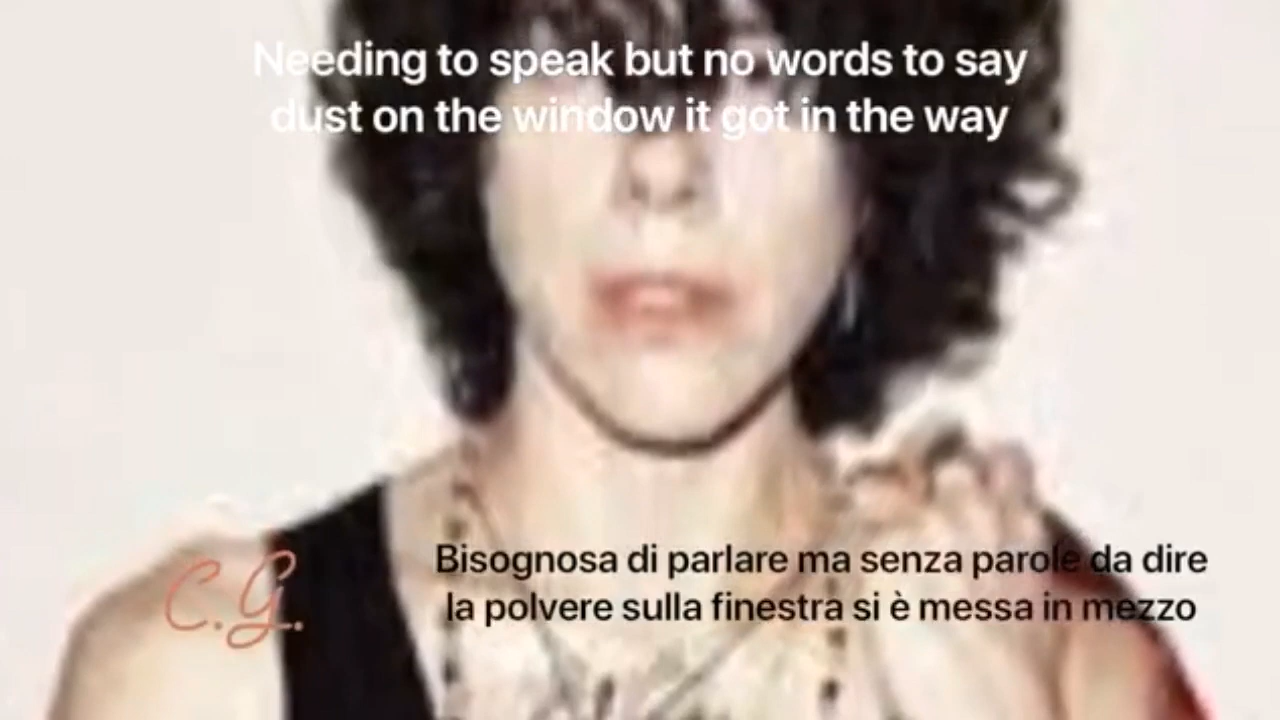 Needing to speak but no words to say
dust on the window it got in the way
Bisognosa di parlare ma senza parole da dire
la polvere sulla finestra si è messa in mezzo
C.G.